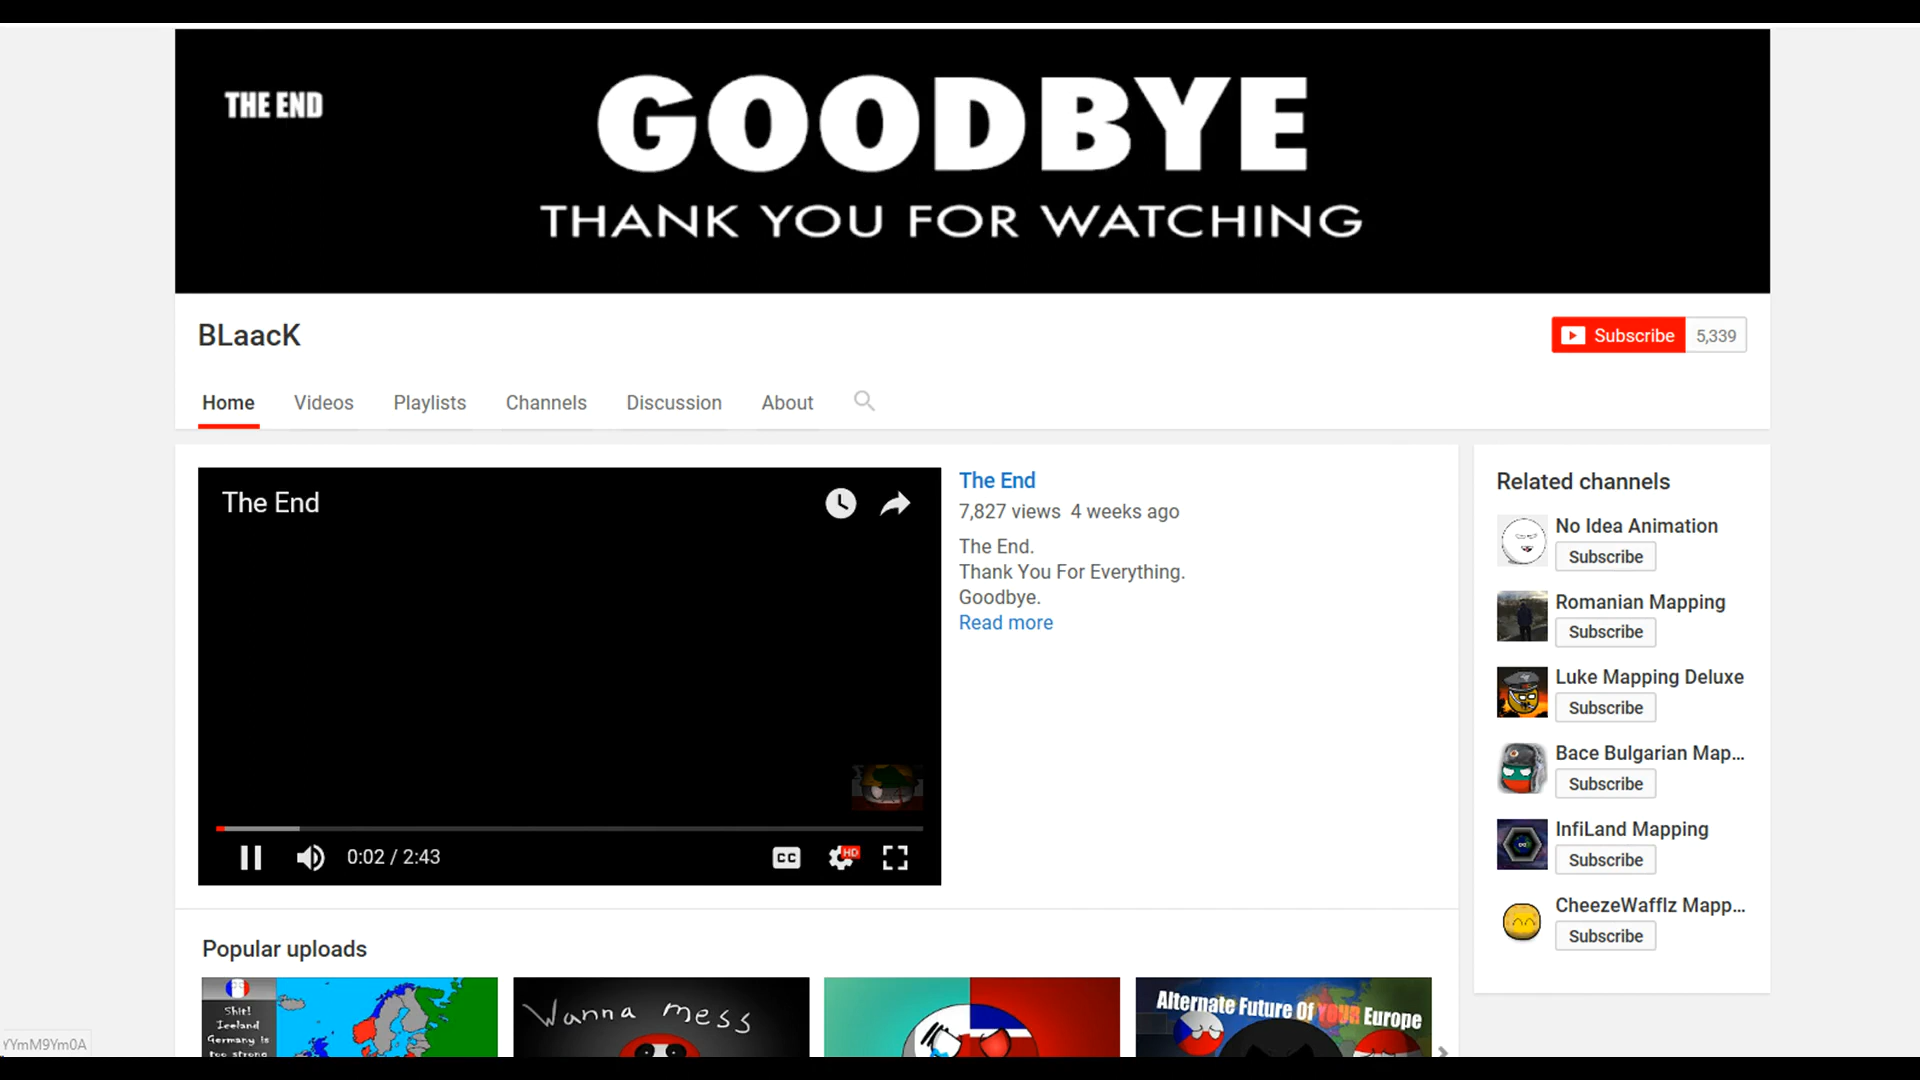 THE END
GOODBYE
THANK YOU FOR WATCHING
BLaacK
Subscribe 5,339
Home Videos Playlists Channels Discussion About
The End
The End
7,827 views 4 weeks ago
The End.
Thank You For Everything.
Goodbye.
Read more
0:02 / 2:43
CC
HD
Related channels
No Idea Animation
Subscribe
Romanian Mapping
Subscribe
Luke Mapping Deluxe
Subscribe
Bace Bulgarian Map...
Subscribe
InfiLand Mapping
Subscribe
CheezeWafflz Mapp...
Subscribe
Popular uploads
Shit!
Iceland
Germany is
too strong
Wanna mess
Alternate Future Of YOUR Europe
YYmM9Ym0A